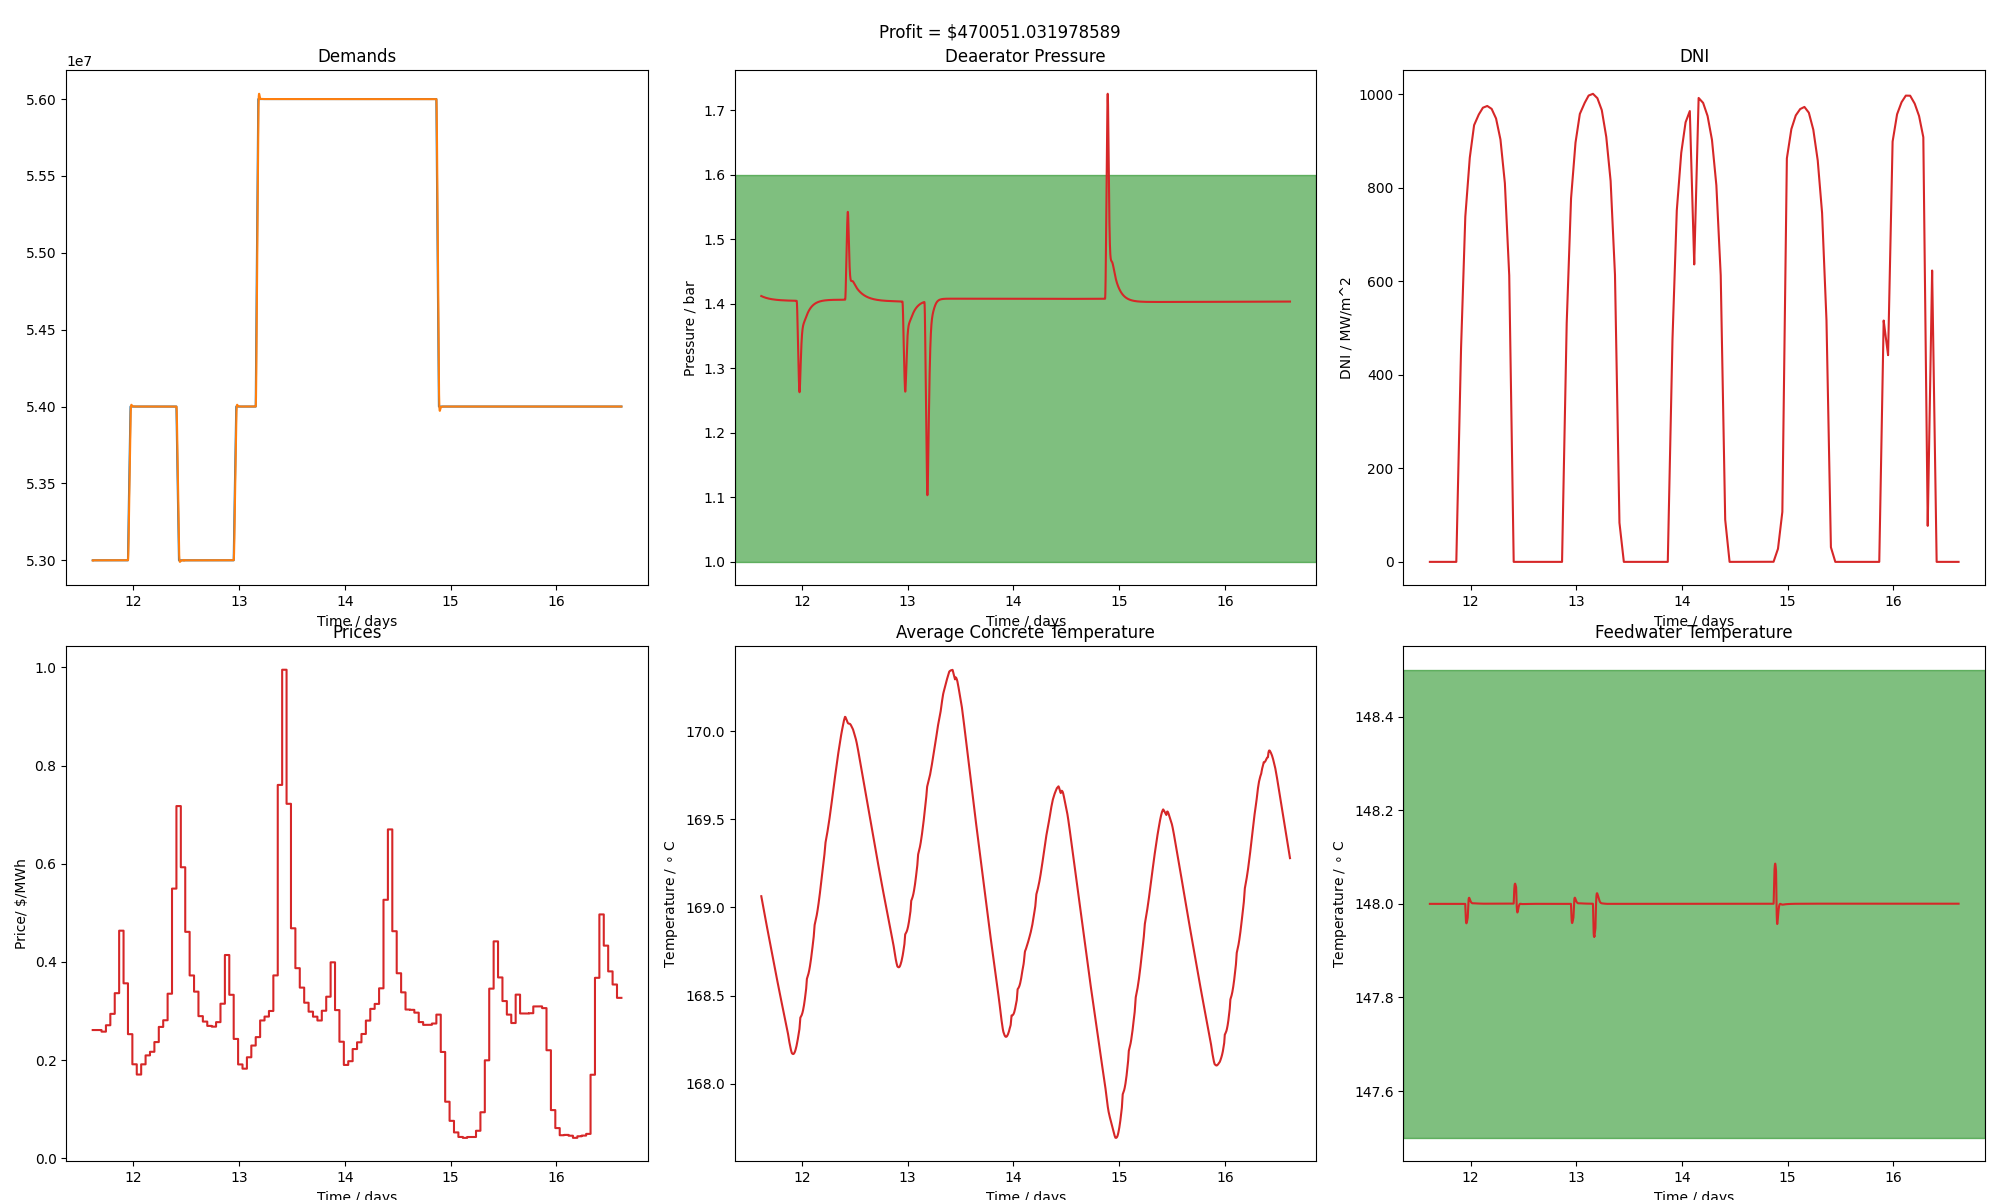 Profit = $470051.031978589
Demands
1e7
5.60
5.55
5.50
5.45
5.40
5.35
5.30
12 13 14 15 16
Time / days
Deaerator Pressure
Pressure / bar
1.7
1.6
1.5
1.4
1.3
1.2
1.1
1.0
12 13 14 15 16
Time / days
DNI
DNI / MW/m^2
1000
800
600
400
200
0
12 13 14 15 16
Time / days
Prices
Price/ $/MWh
1.0
0.8
0.6
0.4
0.2
0.0
12 13 14 15 16
Time / days
Average Concrete Temperature
Temperature / ∘ C
170.0
169.5
169.0
168.5
168.0
12 13 14 15 16
Time / days
Feedwater Temperature
Temperature / ∘ C
148.4
148.2
148.0
147.8
147.6
12 13 14 15 16
Time / days